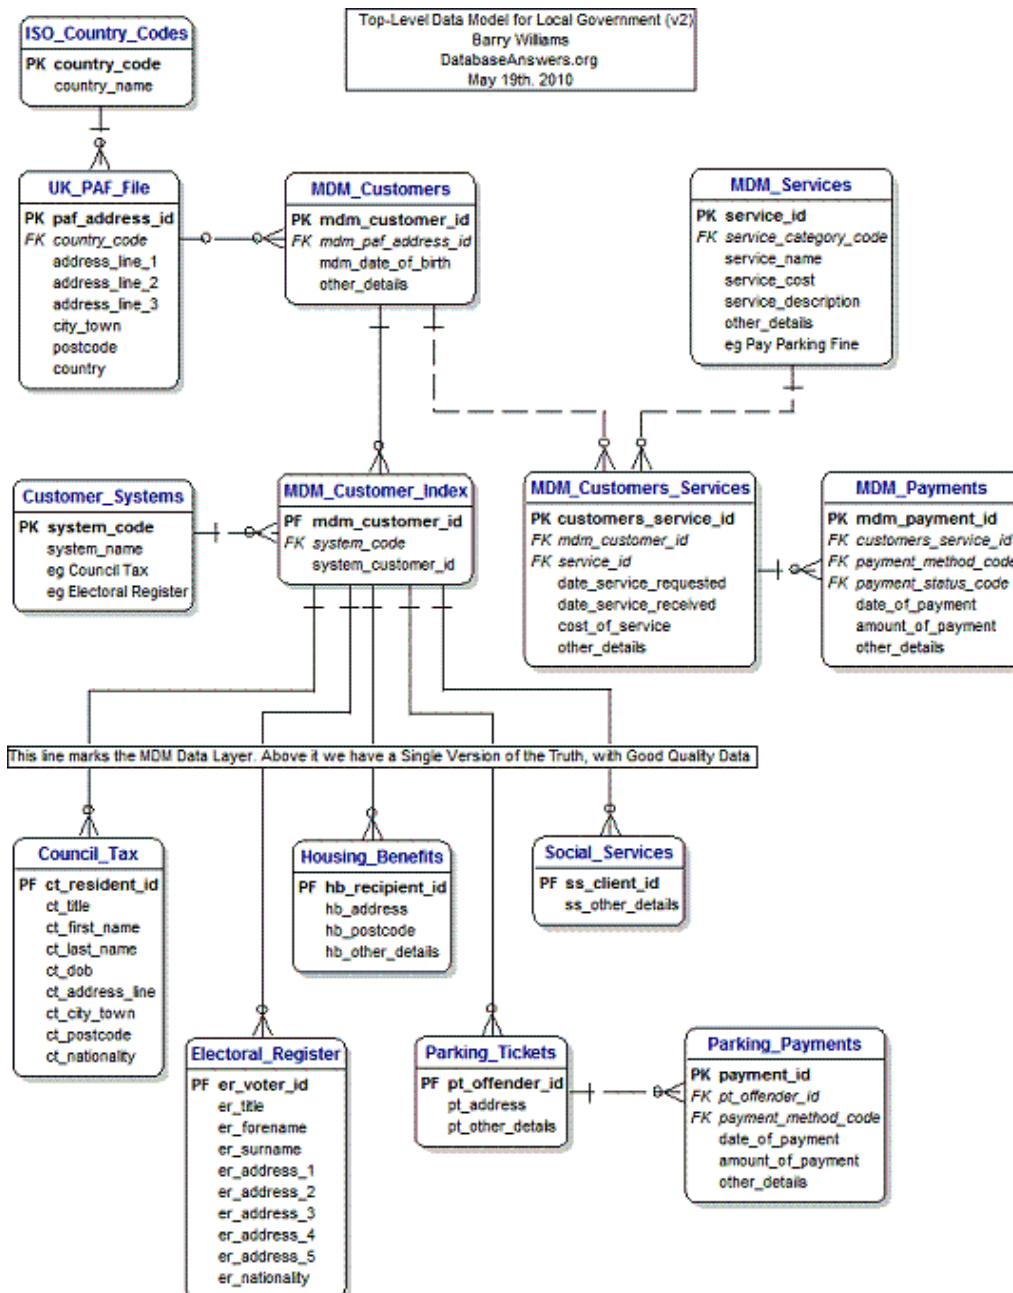 Top-Level Data Model for Local Government (v2)
Barry Williams
DatabaseAnswers.org
May 19th. 2010
ISO_Country_Codes
PK country_code
country_name
UK_PAF_File
PK paf_address_id
FK country_code
address_line_1
address_line_2
address_line_3
city_town
postcode
country
MDM_Customers
PK mdm_customer_id
FK mdm_paf_address_id
mdm_date_of_birth
other_details
MDM_Services
PK service_id
FK service_category_code
service_name
service_cost
service_description
other_details
eg Pay Parking Fine
Customer_Systems
PK system_code
system_name
eg Council Tax
eg Electoral Register
MDM_Customer_Index
PF mdm_customer_id
FK system_code
system_customer_id
MDM_Customers_Services
PK customers_service_id
FK mdm_customer_id
FK service_id
date_service_requested
date_service_received
cost_of_service
other_details
MDM_Payments
PK mdm_payment_id
FK customers_service_id
FK payment_method_code
FK payment_status_code
date_of_payment
amount_of_payment
other_details
This line marks the MDM Data Layer. Above it we have a Single Version of the Truth, with Good Quality Data
Council_Tax
PF ct_resident_id
ct_title
ct_first_name
ct_last_name
ct_dob
ct_address_line
ct_city_town
ct_postcode
ct_nationality
Housing_Benefits
PF hb_recipient_id
hb_address
hb_postcode
hb_other_details
Social_Services
PF ss_client_id
ss_other_details
Electoral_Register
PF er_voter_id
er_title
er_forename
er_surname
er_address_1
er_address_2
er_address_3
er_address_4
er_address_5
er_nationality
Parking_Tickets
PF pt_offender_id
pt_address
pt_other_details
Parking_Payments
PK payment_id
FK pt_offender_id
FK payment_method_code
date_of_payment
amount_of_payment
other_details